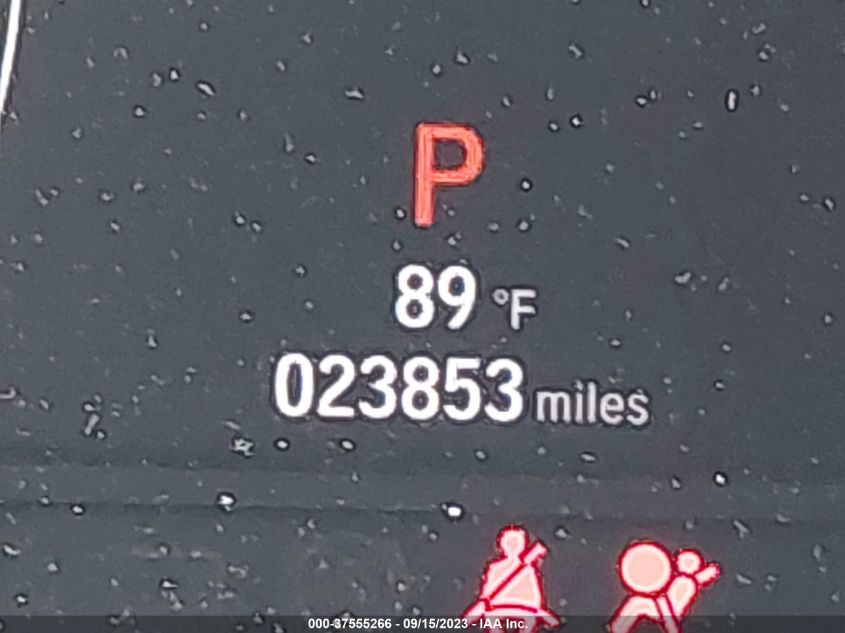 P
89 °F
023853 miles
000-37555266 - 09/15/2023 - IAA Inc.